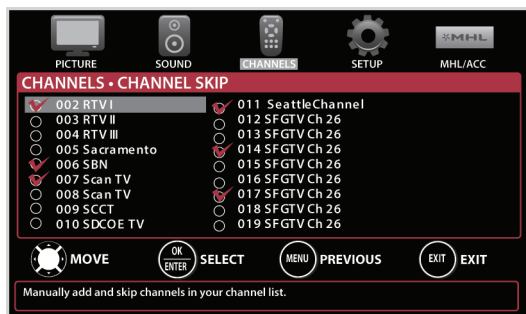 MHL
PICTURE SOUND CHANNELS SETUP MHL/ACC
CHANNELS • CHANNEL SKIP
002 RTV I
003 RTV II
004 RTV III
005 Sacramento
006 SBN
007 Scan TV
008 Scan TV
009 SCCT
010 SDCOE TV
011 SeattleChannel
012 SFGTV Ch 26
013 SFGTV Ch 26
014 SFGTV Ch 26
015 SFGTV Ch 26
016 SFGTV Ch 26
017 SFGTV Ch 26
018 SFGTV Ch 26
019 SFGTV Ch 26
MOVE OK ENTER SELECT MENU PREVIOUS EXIT EXIT
Manually add and skip channels in your channel list.